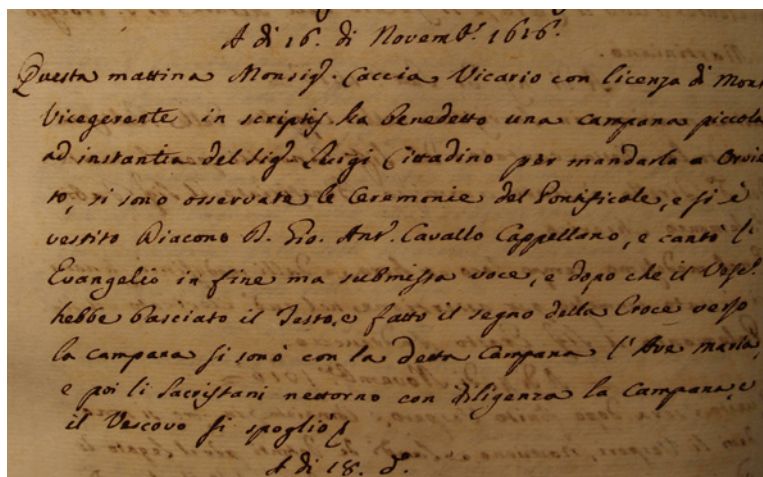 A dì 16. di Novemb.r 1616.
Questa mattina Monsig.r Caccia Vicario con licenza di Mons
Vicegerente in scriptis ha benedetto una campana piccola
ad instantia del Sig.r Luigi Cittadino per mandarla a Orvie
to, si sono osservate le Ceremonie del Pontificale, e si è
vestito Diacono D. Gio. Ant.o Cavallo Cappellano, e cantò l'
Evangelio in fine ma submissa voce, e dopo che il Vesc.o
hebbe basciato il Testo, e fatto il segno della Croce verso
la campana si sonò con la detta Campana l'Ave maria,
e poi li Sacristani nettorno con diligenza la Campana, e
il Vescovo si spogliò
A di 18. d.o